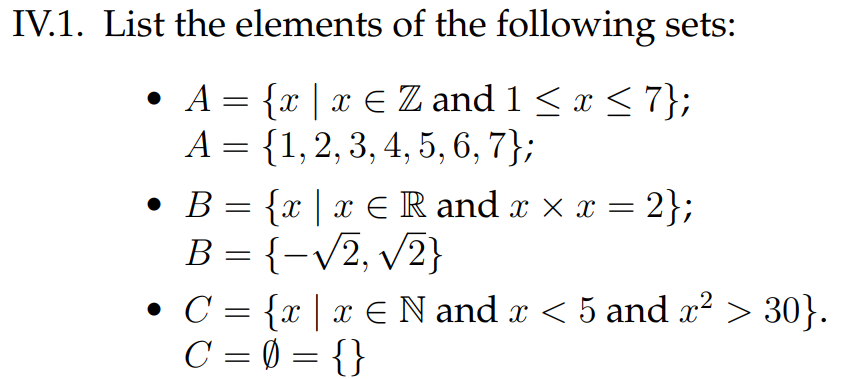 IV.1. List the elements of the following sets:
• A = {x | x ∈ ℤ and 1 ≤ x ≤ 7};
A = {1, 2, 3, 4, 5, 6, 7};
• B = {x | x ∈ ℝ and x × x = 2};
B = {−√2, √2}
• C = {x | x ∈ ℕ and x < 5 and x² > 30}.
C = ∅ = {}